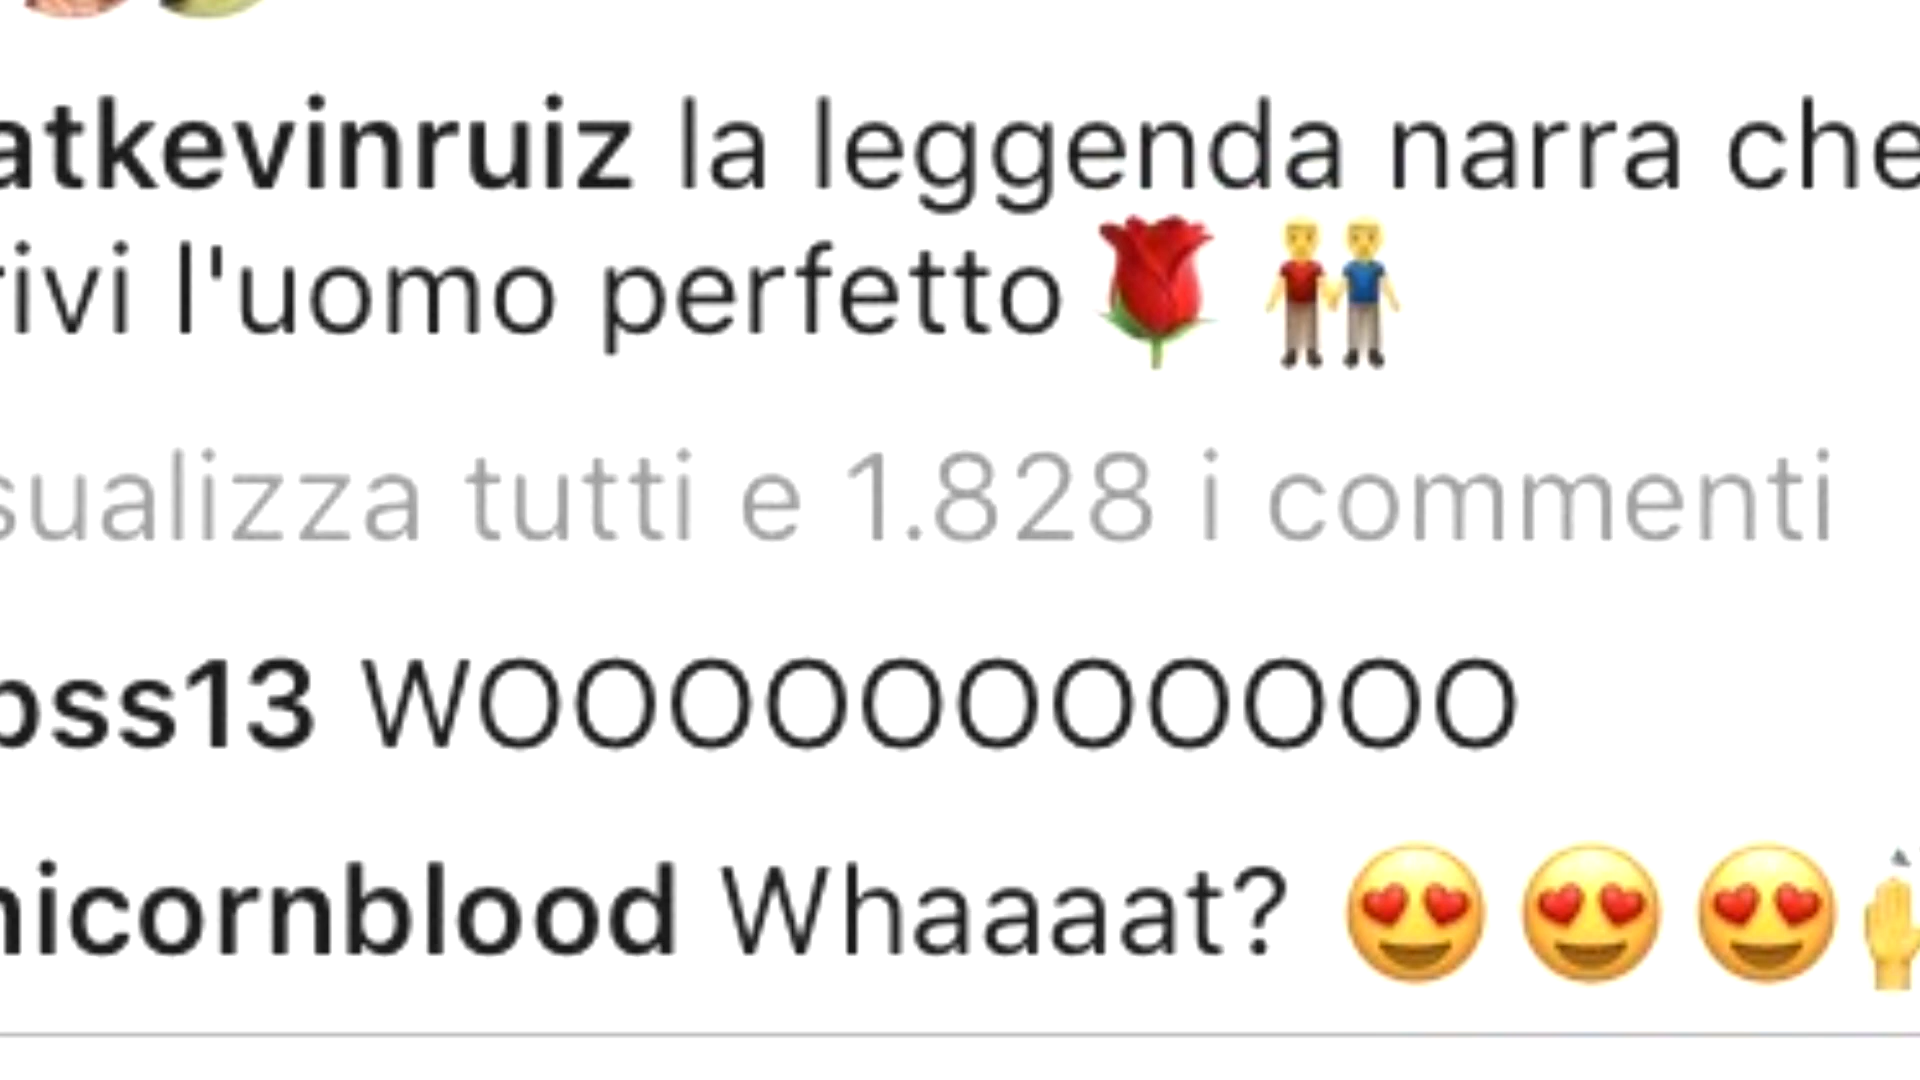 atkevinruiz la leggenda narra che
rivi l'uomo perfetto🌹 👬
sualizza tutti e 1.828 i commenti
oss13 WOOOOOOOOOOO
nicornblood Whaaaat? 😍 😍 😍 🙌